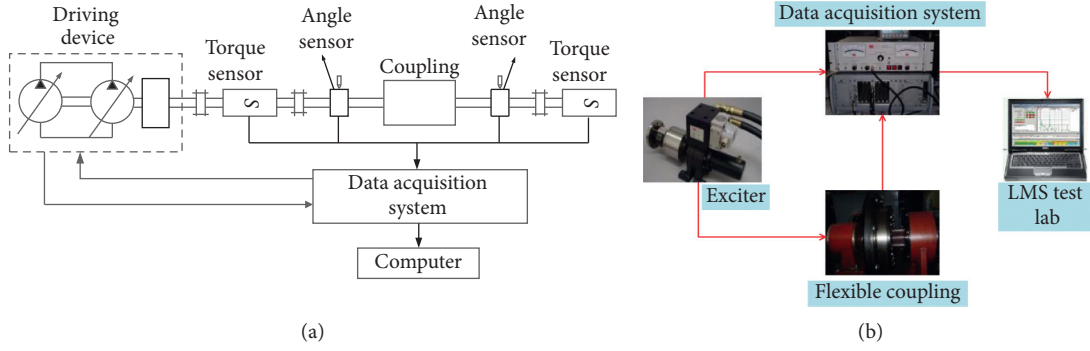 Driving
device
Torque
sensor
Angle
sensor
Coupling
Angle
sensor
Torque
sensor
S
S
Data acquisition
system
Computer
(a)
Data acquisition system
Exciter
LMS test
lab
Flexible coupling
(b)